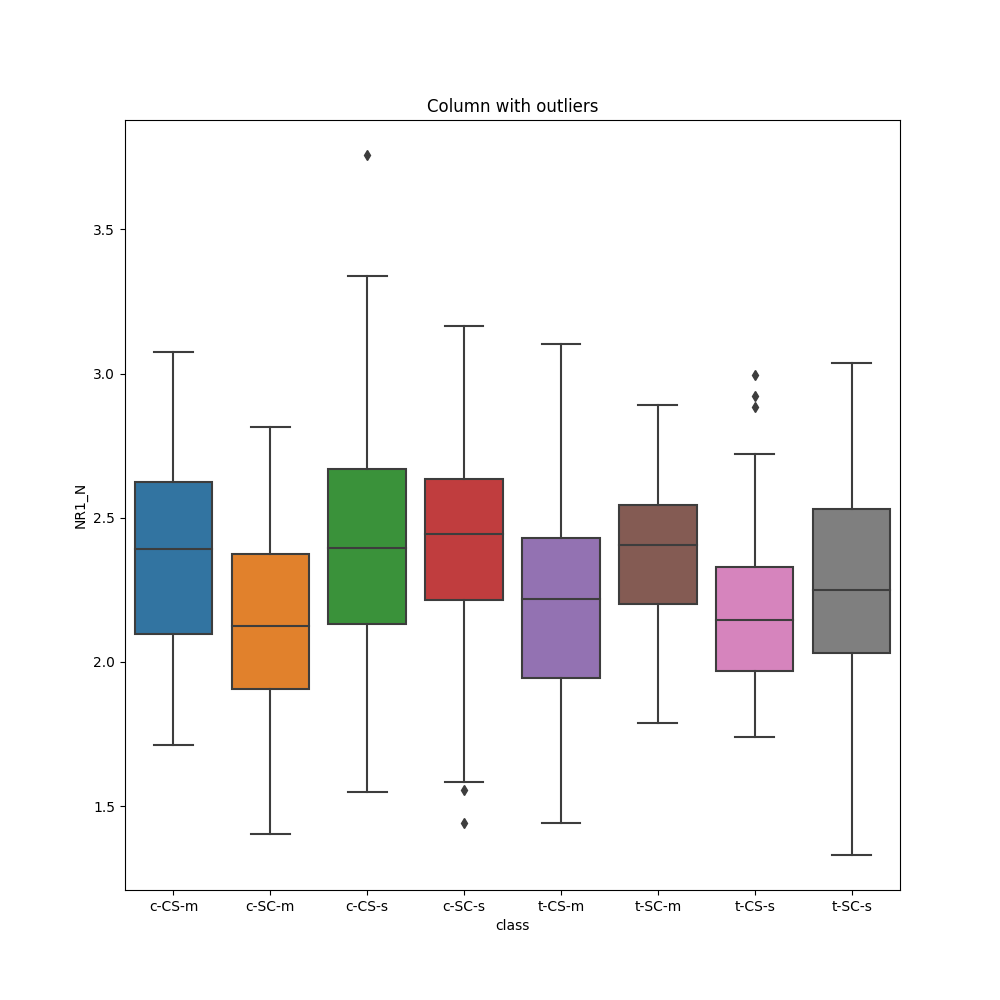 Column with outliers
NR1_N
3.5
3.0
2.5
2.0
1.5
c-CS-m c-SC-m c-CS-s c-SC-s t-CS-m t-SC-m t-CS-s t-SC-s
class